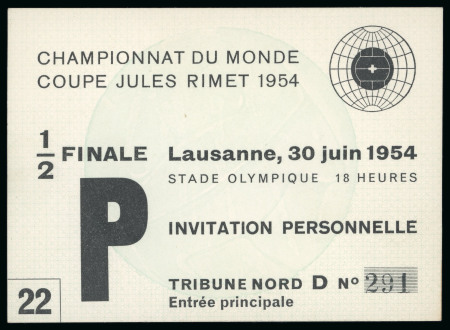 CHAMPIONNAT DU MONDE
COUPE JULES RIMET 1954
1/2 FINALE
Lausanne, 30 juin 1954
STADE OLYMPIQUE 18 HEURES
P
INVITATION PERSONNELLE
TRIBUNE NORD D Nº 291
Entrée principale
22